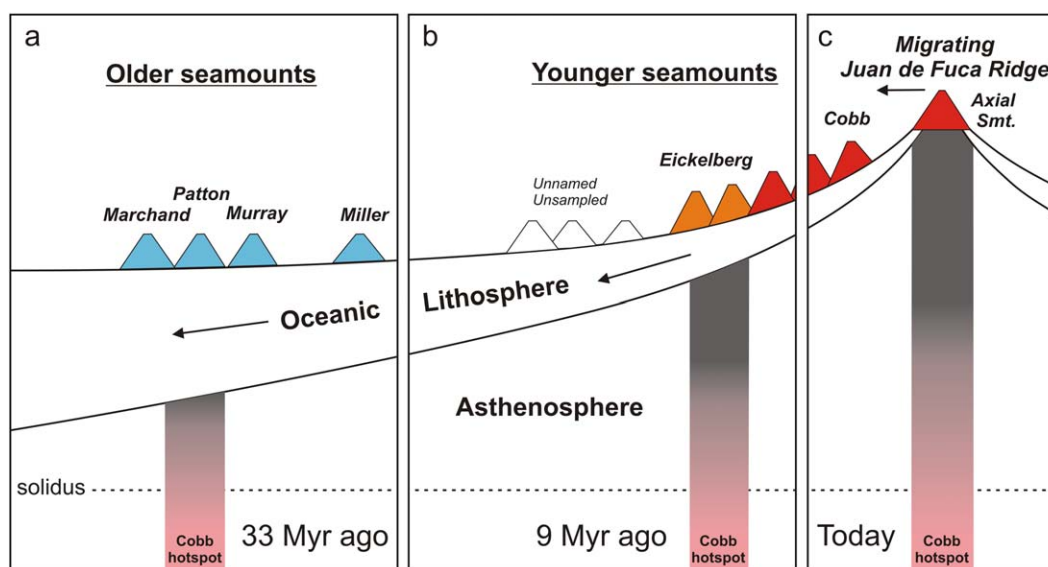 a
Older seamounts
Patton
Marchand
Murray
Miller
Oceanic
solidus
Cobb
hotspot
33 Myr ago
b
Younger seamounts
Unnamed
Unsampled
Eickelberg
Lithosphere
Asthenosphere
9 Myr ago
Cobb
hotspot
c
Migrating
Juan de Fuca Ridge
Axial
Smt.
Cobb
Today
Cobb
hotspot